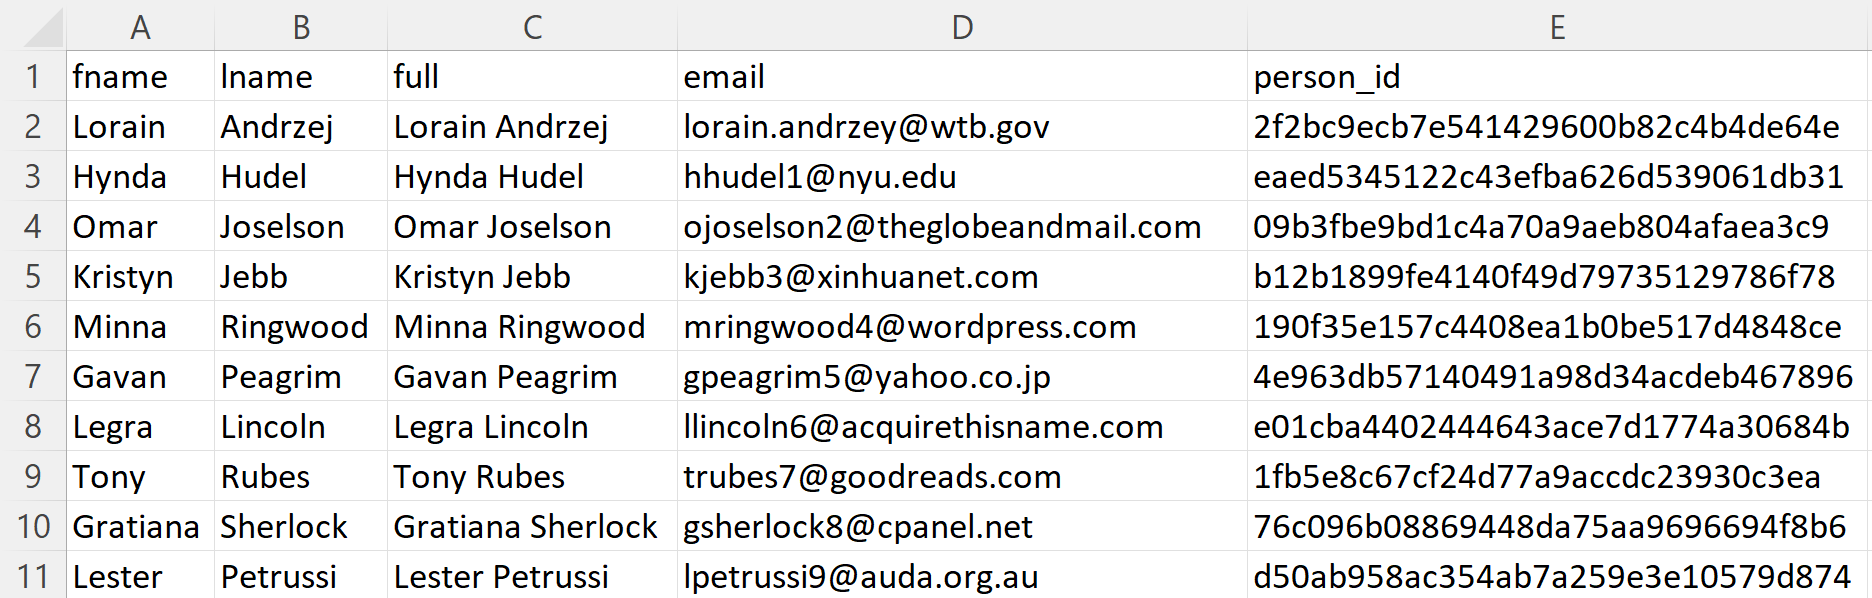 A B C D E
1 fname lname full email person_id
2 Lorain Andrzej Lorain Andrzej lorain.andrzey@wtb.gov 2f2bc9ecb7e541429600b82c4b4de64e
3 Hynda Hudel Hynda Hudel hhudel1@nyu.edu eaed5345122c43efba626d539061db31
4 Omar Joselson Omar Joselson ojoselson2@theglobeandmail.com 09b3fbe9bd1c4a70a9aeb804afaea3c9
5 Kristyn Jebb Kristyn Jebb kjebb3@xinhuanet.com b12b1899fe4140f49d79735129786f78
6 Minna Ringwood Minna Ringwood mringwood4@wordpress.com 190f35e157c4408ea1b0be517d4848ce
7 Gavan Peagrim Gavan Peagrim gpeagrim5@yahoo.co.jp 4e963db57140491a98d34acdeb467896
8 Legra Lincoln Legra Lincoln llincoln6@acquirethisname.com e01cba4402444643ace7d1774a30684b
9 Tony Rubes Tony Rubes trubes7@goodreads.com 1fb5e8c67cf24d77a9accdc23930c3ea
10 Gratiana Sherlock Gratiana Sherlock gsherlock8@cpanel.net 76c096b08869448da75aa9696694f8b6
11 Lester Petrussi Lester Petrussi lpetrussi9@auda.org.au d50ab958ac354ab7a259e3e10579d874